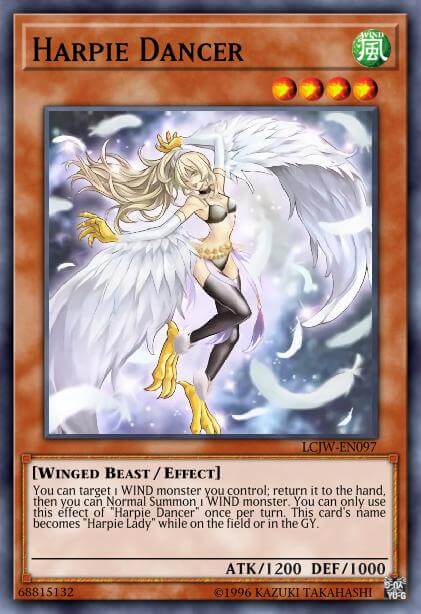 HARPIE DANCER
WIND
風
LCJW-EN097
[WINGED BEAST / EFFECT]
You can target 1 WIND monster you control; return it to the hand,
then you can Normal Summon 1 WIND monster. You can only use
this effect of "Harpie Dancer" once per turn. This card's name
becomes "Harpie Lady" while on the field or in the GY.
ATK/1200 DEF/1000
68815132
©1996 KAZUKI TAKAHASHI